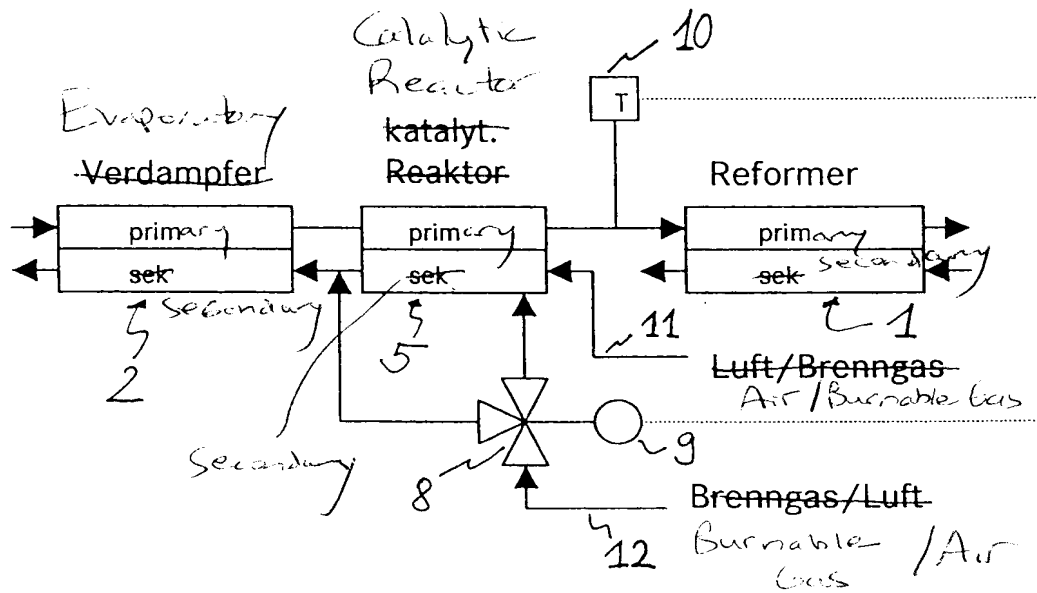 Catalytic
Reactor
10
T
Evaporatory
katalyt.
Verdampfer
Reaktor
Reformer
primary
primary
primary
sek
sek
sek secondary
secondary
2
5
11
1
Luft/Brenngas
Air/Burnable Gas
secondary
8
9
Brenngas/Luft
12
Burnable /Air
Gas